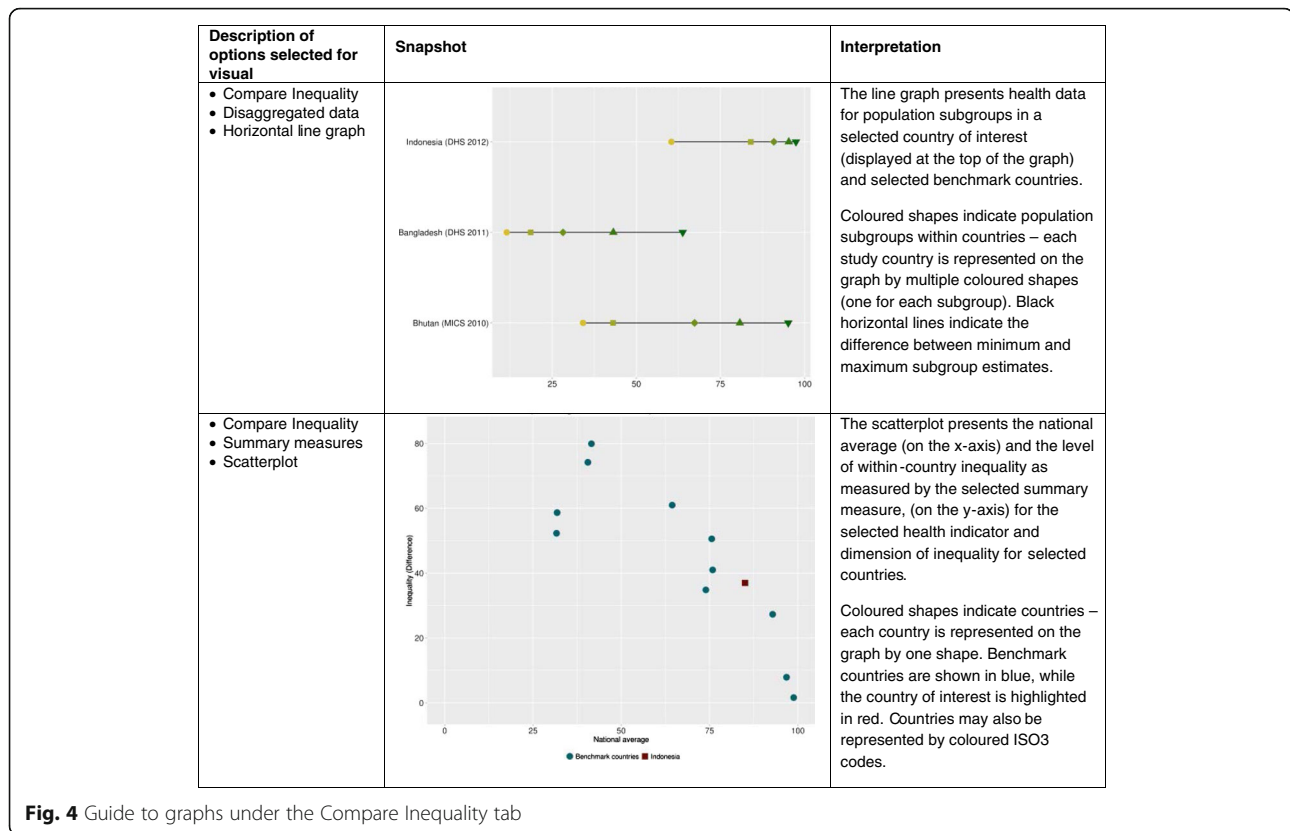 Description of
options selected for
visual
Snapshot
Interpretation
• Compare Inequality
• Disaggregated data
• Horizontal line graph
Indonesia (DHS 2012)
Bangladesh (DHS 2011)
Bhutan (MICS 2010)
25 50 75 100
The line graph presents health data
for population subgroups in a
selected country of interest
(displayed at the top of the graph)
and selected benchmark countries.
Coloured shapes indicate population
subgroups within countries – each
study country is represented on the
graph by multiple coloured shapes
(one for each subgroup). Black
horizontal lines indicate the
difference between minimum and
maximum subgroup estimates.
• Compare Inequality
• Summary measures
• Scatterplot
Inequality (Difference)
80
60
40
20
0
0 25 50 75 100
National average
Benchmark countries Indonesia
The scatterplot presents the national
average (on the x-axis) and the level
of within-country inequality as
measured by the selected summary
measure, (on the y-axis) for the
selected health indicator and
dimension of inequality for selected
countries.
Coloured shapes indicate countries –
each country is represented on the
graph by one shape. Benchmark
countries are shown in blue, while
the country of interest is highlighted
in red. Countries may also be
represented by coloured ISO3
codes.
Fig. 4 Guide to graphs under the Compare Inequality tab